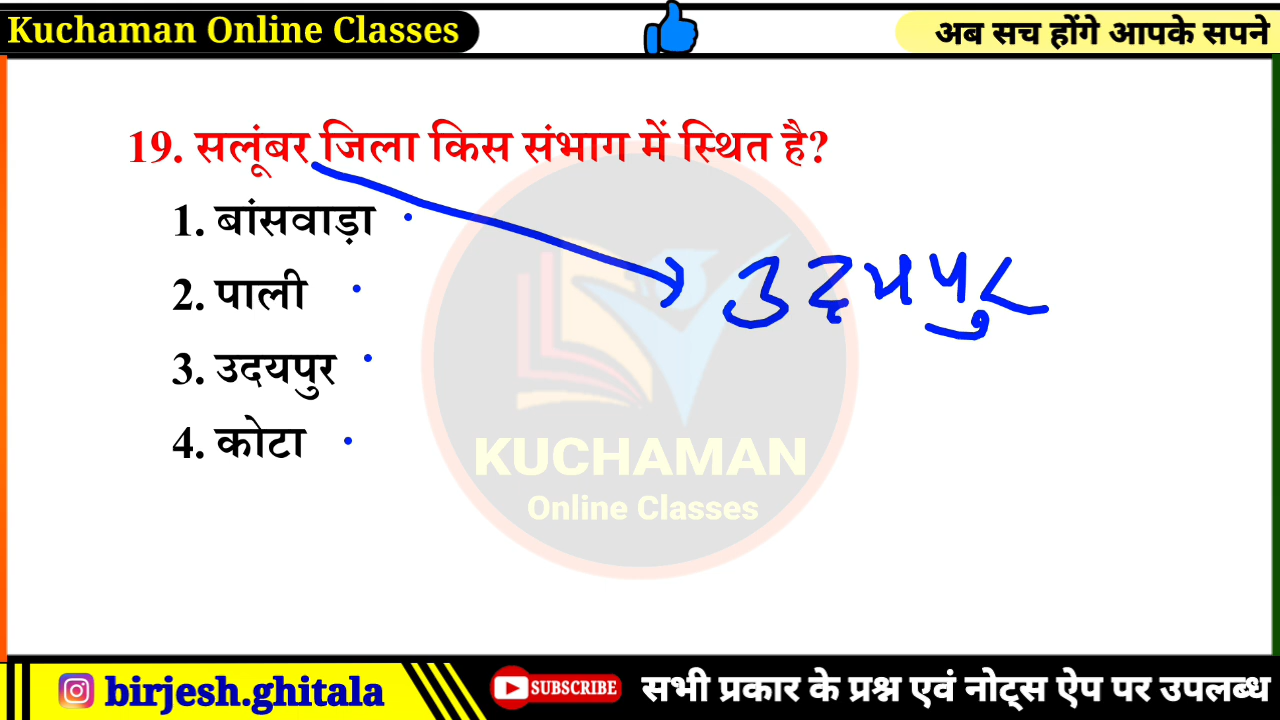 Kuchaman Online Classes
अब सच होंगे आपके सपने
19. सलूंबर जिला किस संभाग में स्थित है?
1. बांसवाड़ा
2. पाली
उदयपुर
3. उदयपुर
4. कोटा
KUCHAMAN
Online Classes
birjesh.ghitala
SUBSCRIBE
सभी प्रकार के प्रश्न एवं नोट्स ऐप पर उपलब्ध